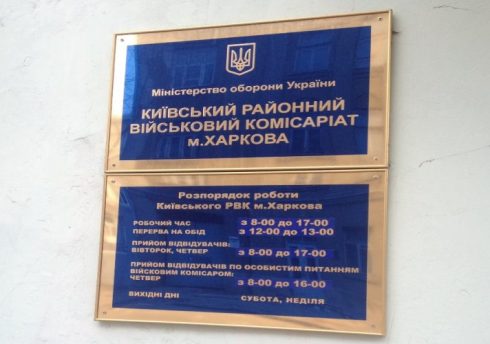 Міністерство оборони України
КИЇВСЬКИЙ РАЙОННИЙ
ВІЙСЬКОВИЙ КОМІСАРІАТ
м.ХАРКОВА
Розпорядок роботи
Київського РВК м.Харкова
РОБОЧИЙ ЧАС з 8-00 до 17-00
ПЕРЕРВА НА ОБІД з 12-00 до 13-00
ПРИЙОМ ВІДВІДУВАЧІВ:
ВІВТОРОК, ЧЕТВЕР з 8-00 до 17-00
ПРИЙОМ ВІДВІДУВАЧІВ ПО ОСОБИСТИМ ПИТАННЯМ
ВІЙСКОВИМ КОМІСАРОМ:
ЧЕТВЕР з 8-00 до 16-00
ВИХІДНІ ДНІ СУБОТА, НЕДІЛЯ